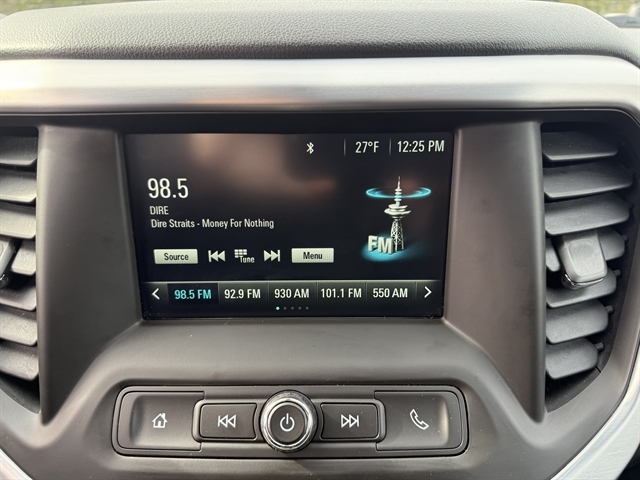 27°F 12:25 PM
98.5
DIRE
Dire Straits - Money For Nothing
FM
Source Tune Menu
98.5 FM 92.9 FM 930 AM 101.1 FM 550 AM